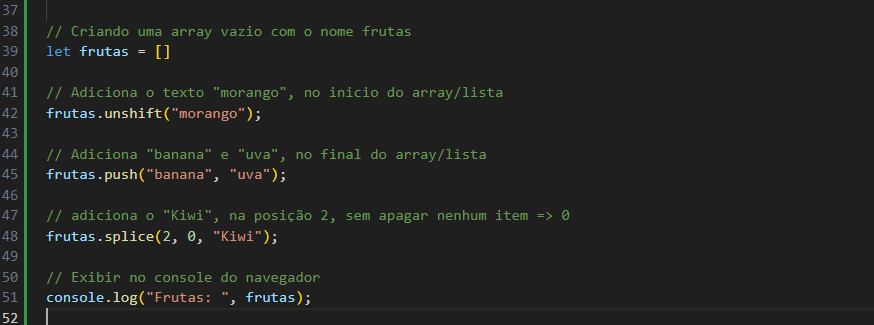 37
38 // Criando uma array vazio com o nome frutas
39 let frutas = []
40
41 // Adiciona o texto "morango", no inicio do array/lista
42 frutas.unshift("morango");
43
44 // Adiciona "banana" e "uva", no final do array/lista
45 frutas.push("banana", "uva");
46
47 // adiciona o "Kiwi", na posição 2, sem apagar nenhum item => 0
48 frutas.splice(2, 0, "Kiwi");
49
50 // Exibir no console do navegador
51 console.log("Frutas: ", frutas);
52